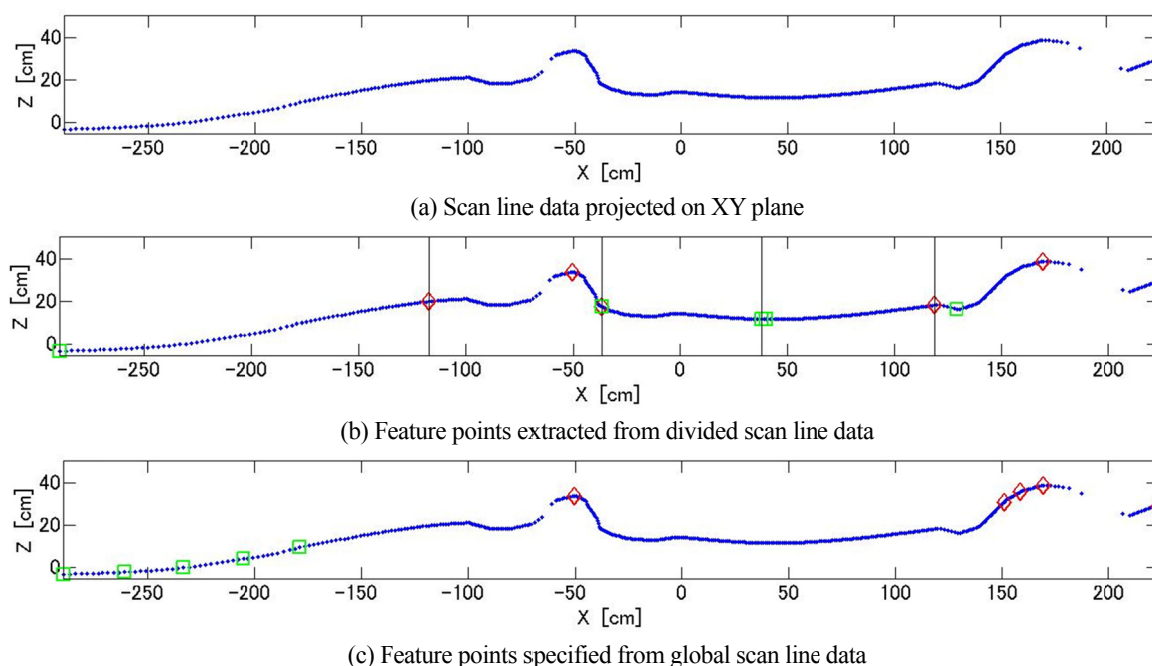 40
20
0
Z [cm]
-250 -200 -150 -100 -50 0 50 100 150 200
X [cm]
(a) Scan line data projected on XY plane
40
20
0
Z [cm]
-250 -200 -150 -100 -50 0 50 100 150 200
X [cm]
(b) Feature points extracted from divided scan line data
40
20
0
Z [cm]
-250 -200 -150 -100 -50 0 50 100 150 200
X [cm]
(c) Feature points specified from global scan line data